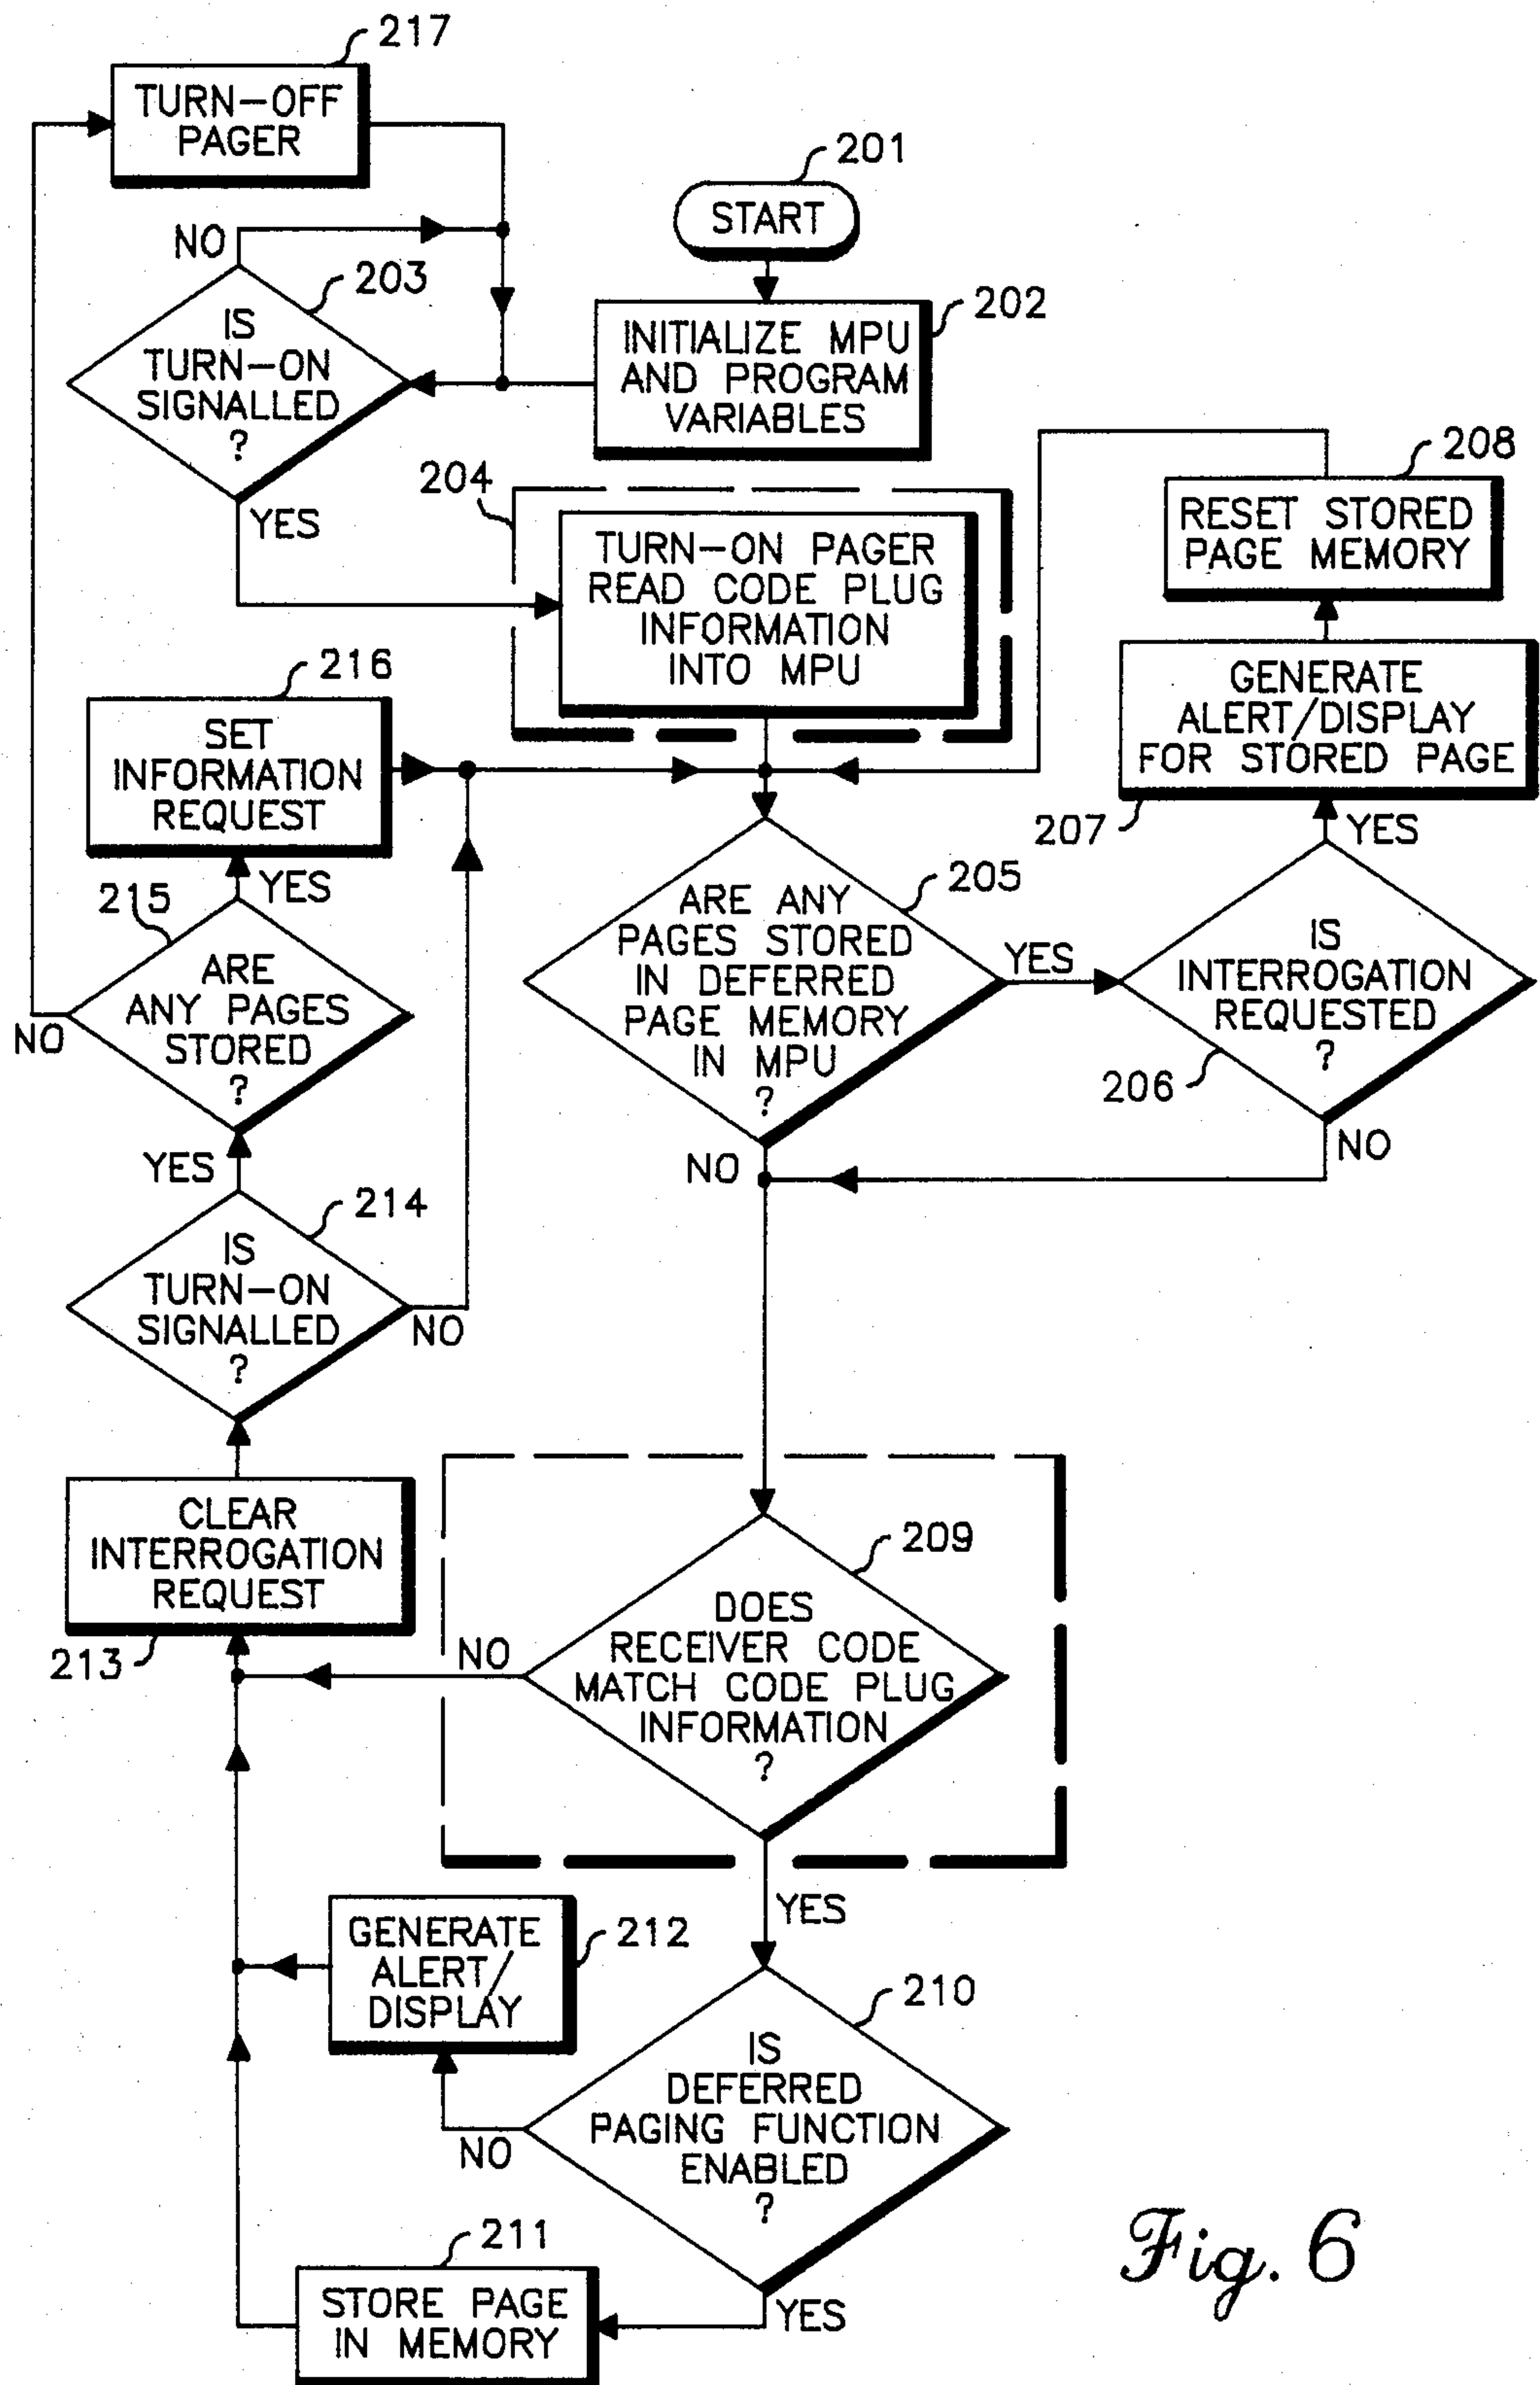 217
TURN-OFF
PAGER
201
START
NO
203
IS
TURN-ON
SIGNALLED
?
YES
202
INITIALIZE MPU
AND PROGRAM
VARIABLES
204
TURN-ON PAGER
READ CODE PLUG
INFORMATION
INTO MPU
208
RESET STORED
PAGE MEMORY
GENERATE
ALERT/DISPLAY
FOR STORED PAGE
207
YES
216
SET
INFORMATION
REQUEST
215
YES
ARE
ANY PAGES
STORED
?
NO
205
ARE ANY
PAGES STORED
IN DEFERRED
PAGE MEMORY
IN MPU
?
YES
NO
IS
INTERROGATION
REQUESTED
?
206
NO
YES
214
IS
TURN-ON
SIGNALLED
?
NO
CLEAR
INTERROGATION
REQUEST
213
209
DOES
RECEIVER CODE
MATCH CODE PLUG
INFORMATION
?
NO
YES
GENERATE
ALERT/
DISPLAY
212
210
IS
DEFERRED
PAGING FUNCTION
ENABLED
?
NO
YES
211
STORE PAGE
IN MEMORY
Fig. 6